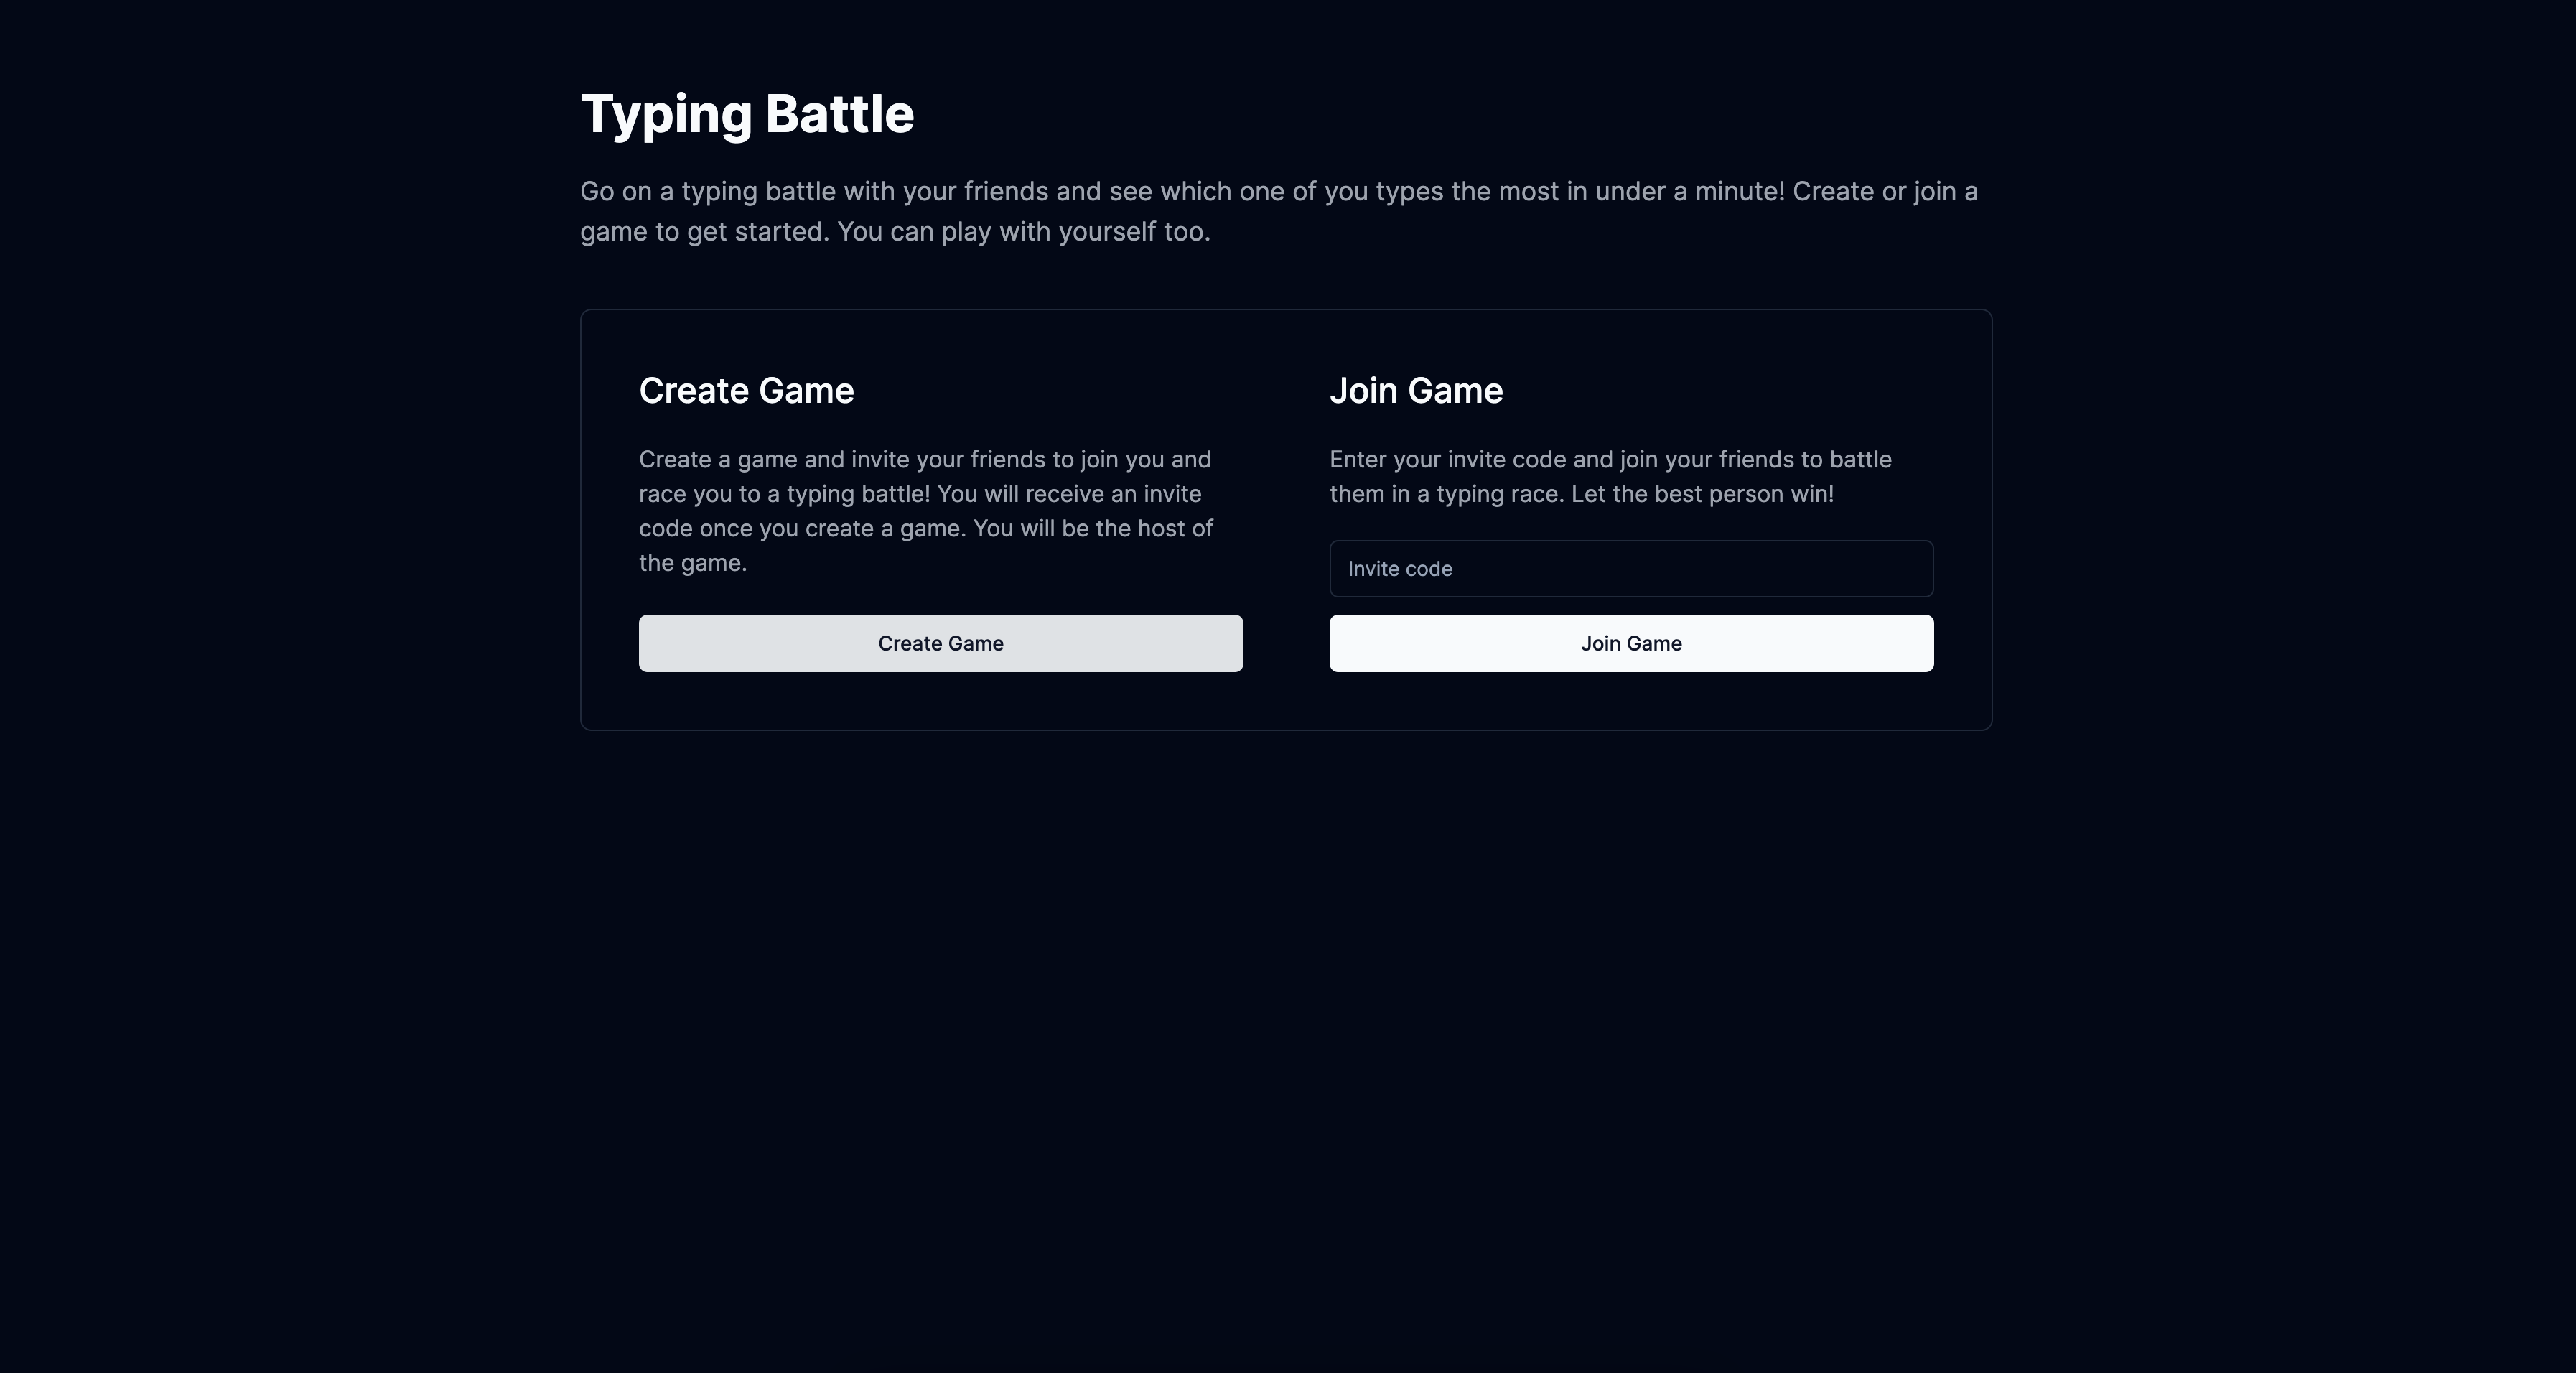 Typing Battle
Go on a typing battle with your friends and see which one of you types the most in under a minute! Create or join a
game to get started. You can play with yourself too.
Create Game
Create a game and invite your friends to join you and
race you to a typing battle! You will receive an invite
code once you create a game. You will be the host of
the game.
Create Game
Join Game
Enter your invite code and join your friends to battle
them in a typing race. Let the best person win!
Invite code
Join Game